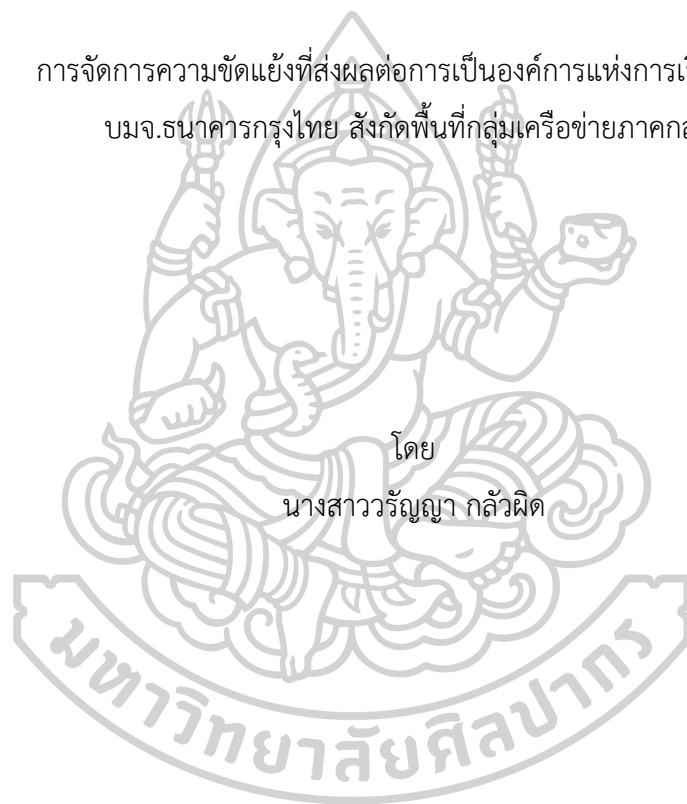 การจัดการความขัดแย้งที่ส่งผลต่อการเป็นองค์การแห่งการเ
บมจ.ธนาคารกรุงไทย สังกัดพื้นที่กลุ่มเครือข่ายภาคกล
โดย
นางสาววรัญญา กลัวผิด
มหาวิทยาลัยศิลปากร